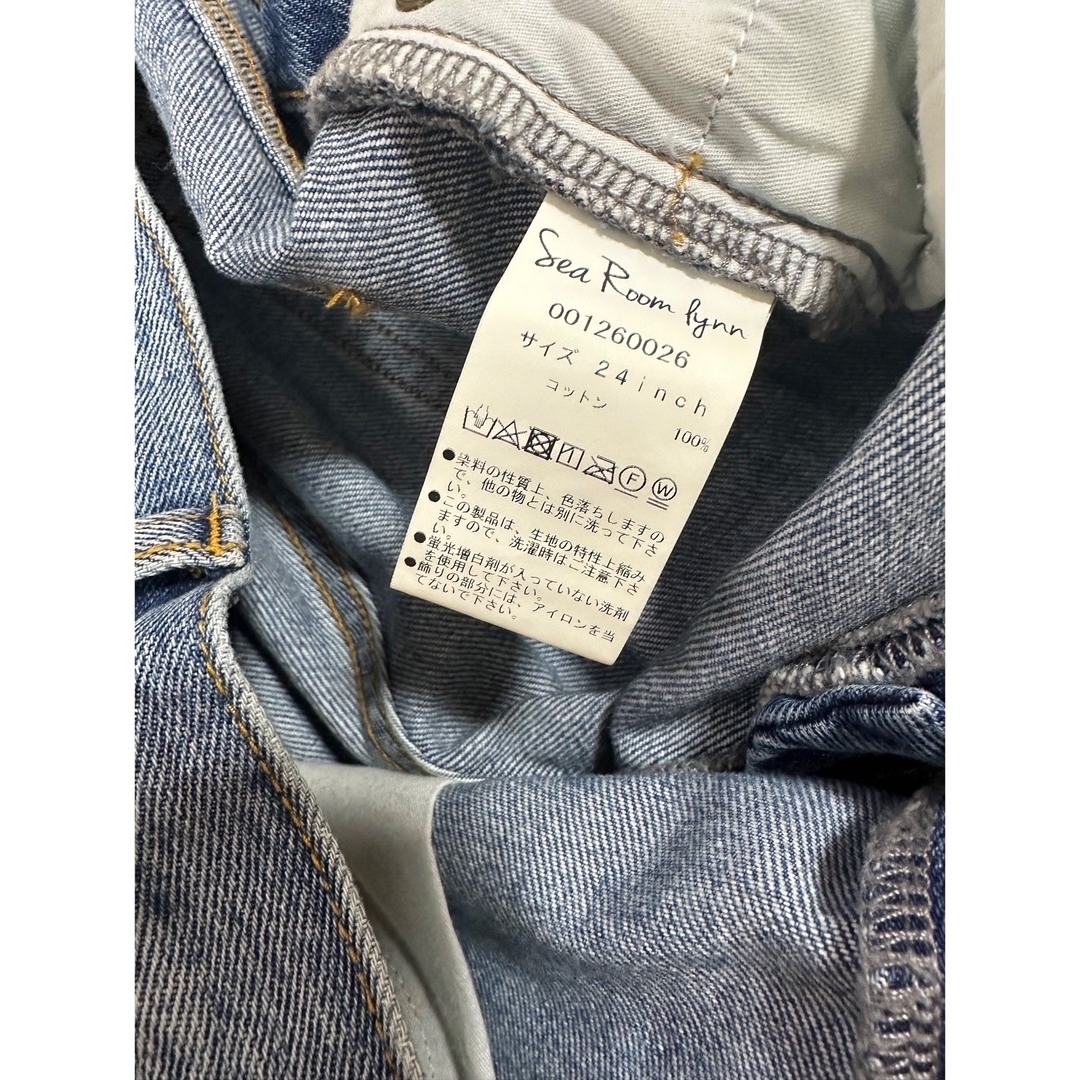 Sea Room lynn
001260026
サイズ 24inch
コットン 100%
F W
●染料の性質上、色落ちしますの
で、他の物とは別に洗って下さ
い。
●この製品は、生地の特性上縮み
ますので、洗濯時はご注意下さ
い。
●蛍光増白剤が入っていない洗剤
を使用して下さい。
●飾りの部分には、アイロンを当
てないで下さい。